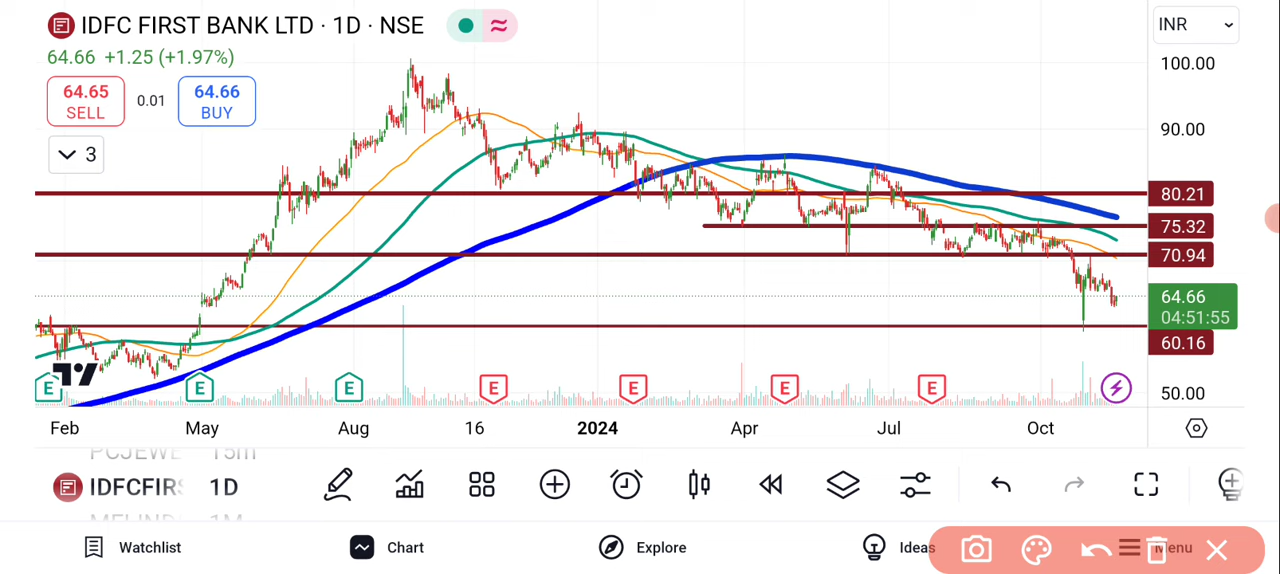 IDFC FIRST BANK LTD · 1D · NSE
64.66 +1.25 (+1.97%)
64.65
SELL
0.01
64.66
BUY
3
INR
100.00
90.00
80.21
75.32
70.94
64.66
04:51:55
60.16
50.00
E E E E E E E
Feb May Aug 16 2024 Apr Jul Oct
15m
IDFCFIRS 1D
1M
Watchlist Chart Explore Ideas Menu